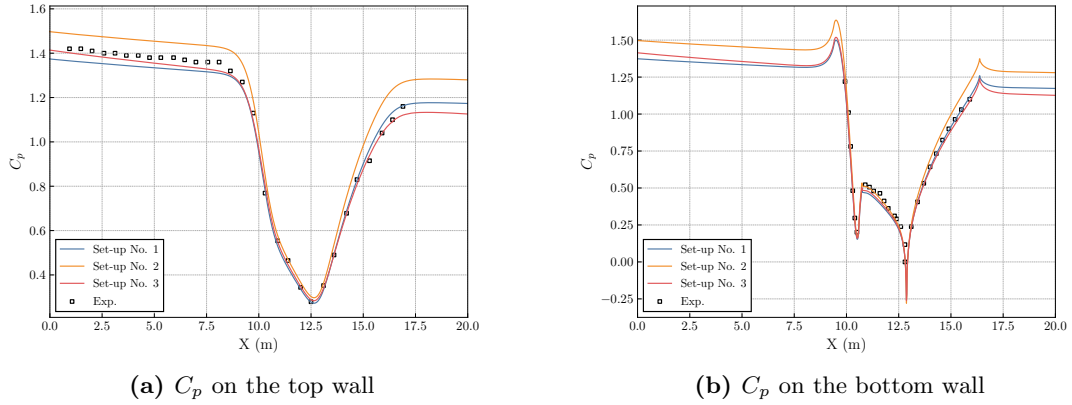 1.6
1.4
1.2
1.0
0.8
0.6
0.4
C_p
0.0 2.5 5.0 7.5 10.0 12.5 15.0 17.5 20.0
X (m)
Set-up No. 1
Set-up No. 2
Set-up No. 3
Exp.
(a) C_p on the top wall
1.50
1.25
1.00
0.75
0.50
0.25
0.00
−0.25
C_p
0.0 2.5 5.0 7.5 10.0 12.5 15.0 17.5 20.0
X (m)
Set-up No. 1
Set-up No. 2
Set-up No. 3
Exp.
(b) C_p on the bottom wall